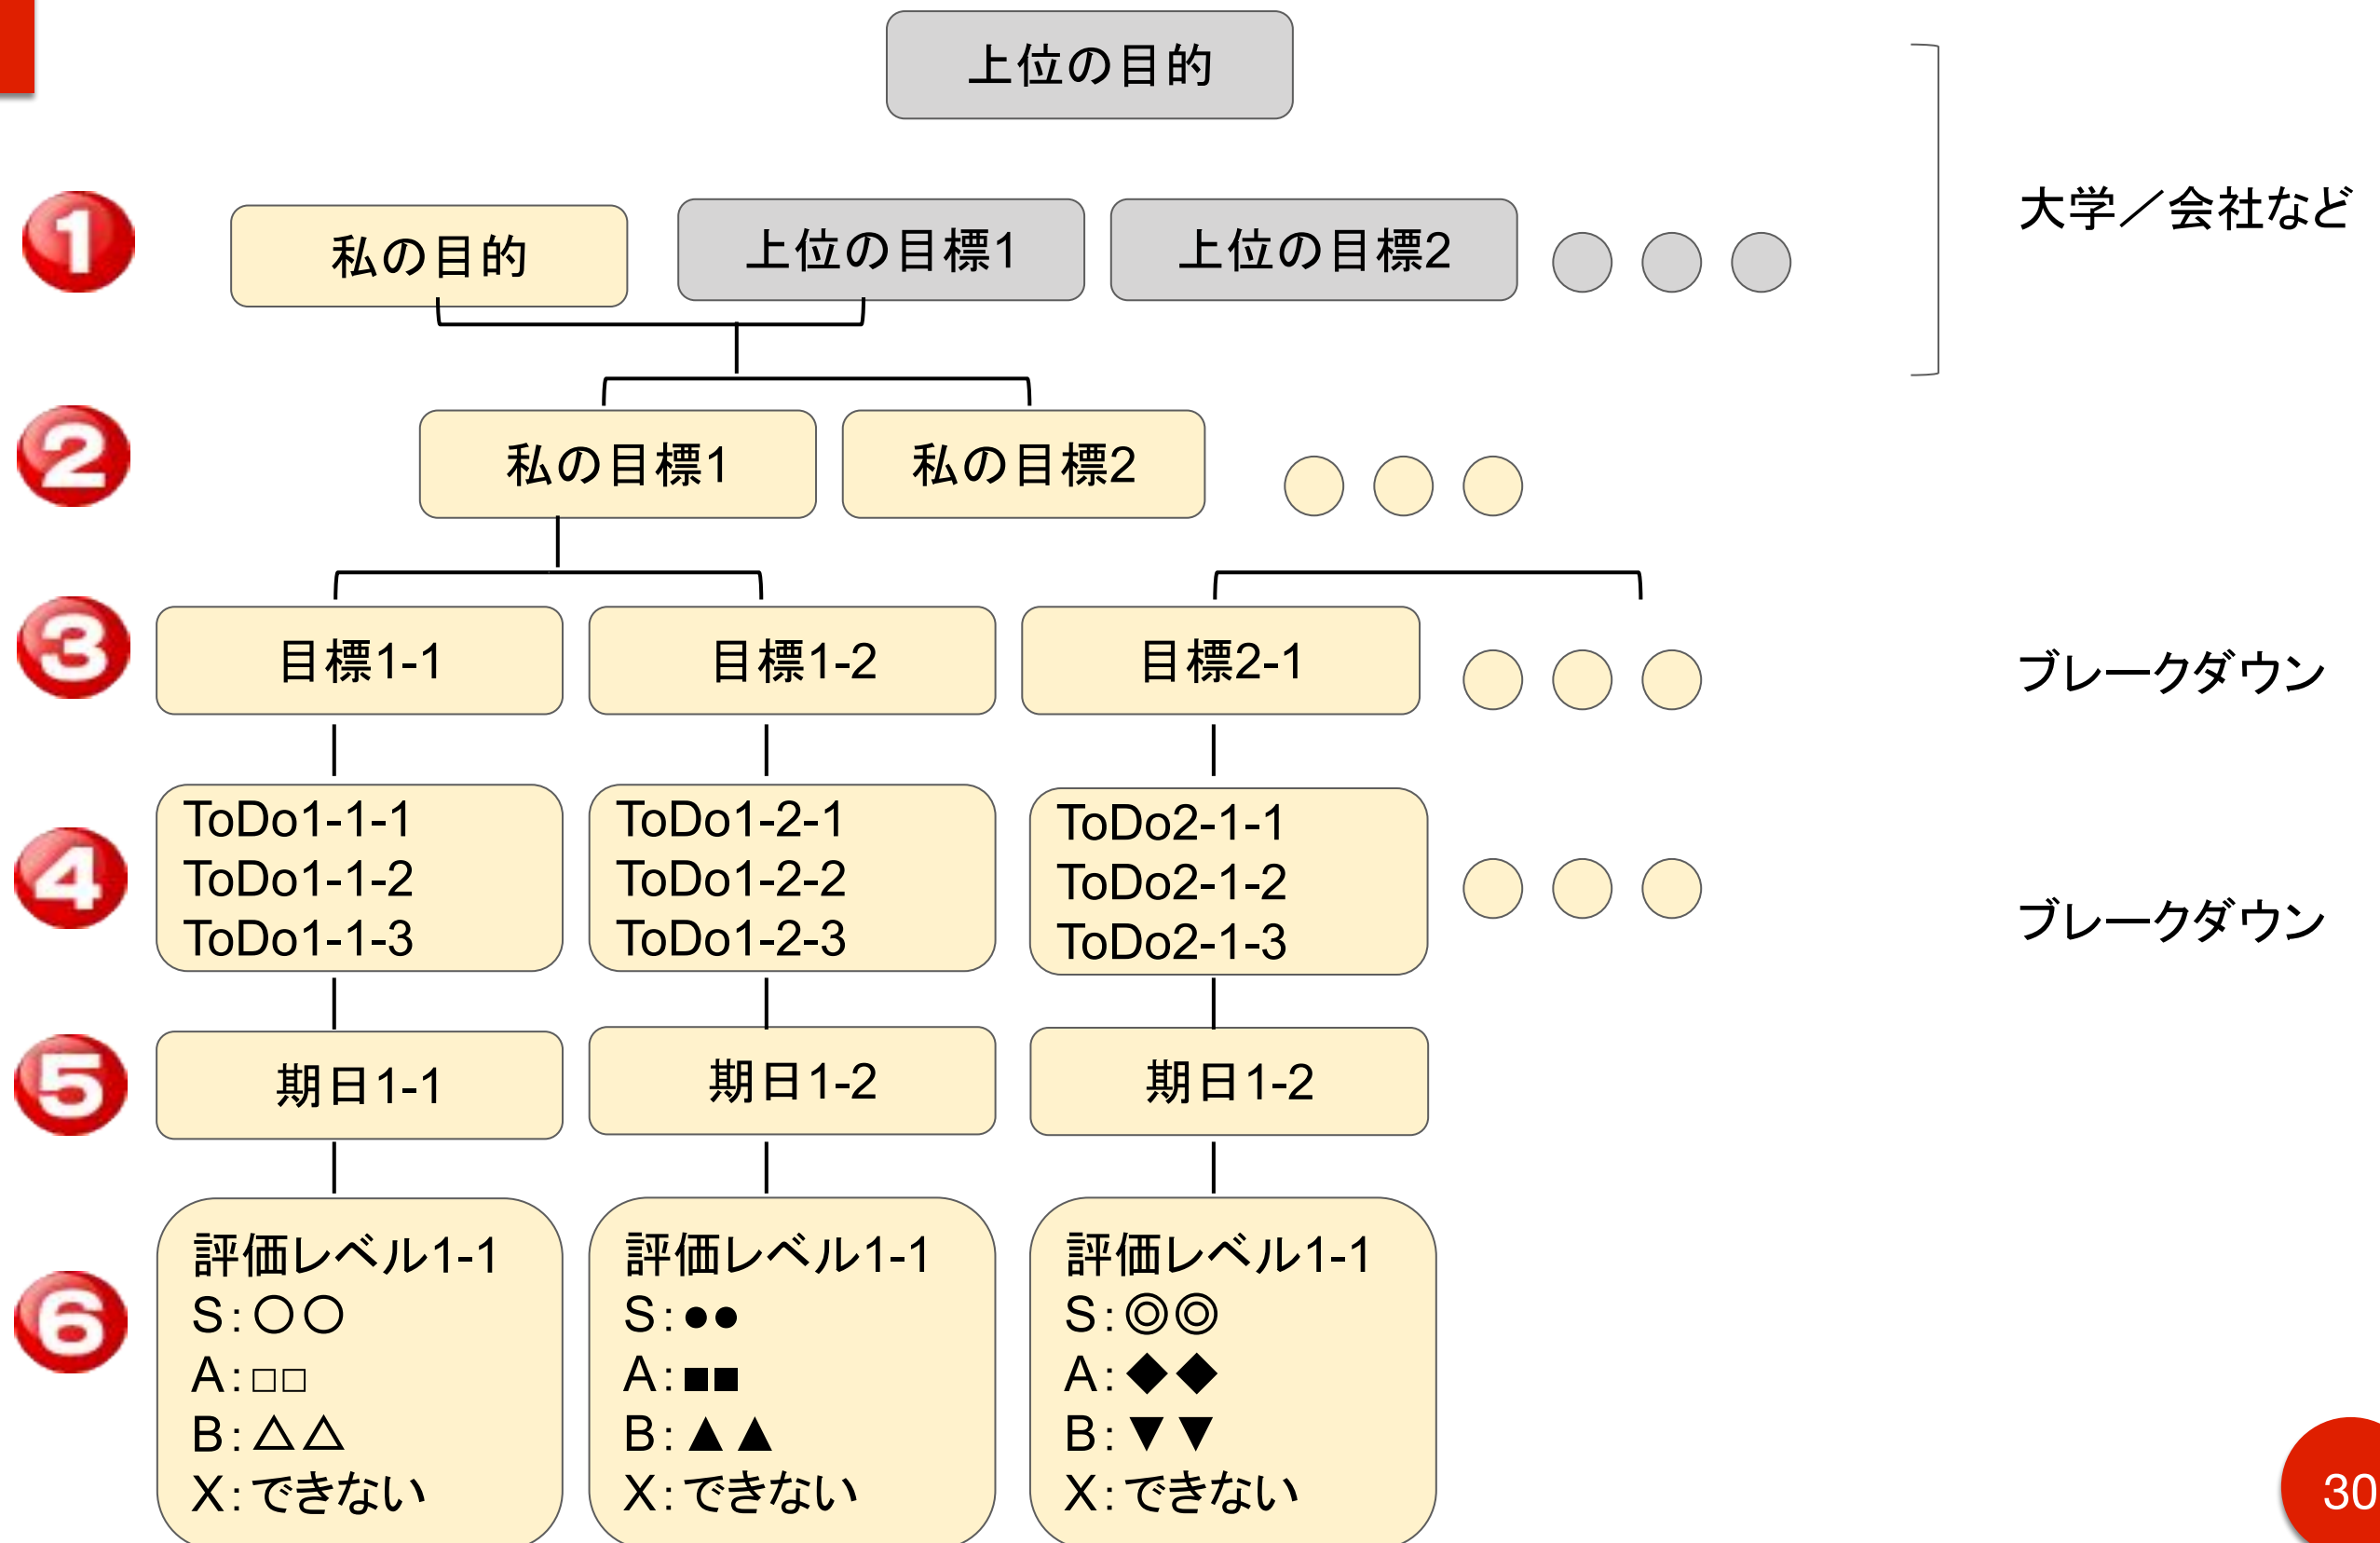 上位の目的
大学／会社など
1
私の目的
上位の目標1
上位の目標2
2
私の目標1
私の目標2
3
目標1-1
目標1-2
目標2-1
ブレークダウン
4
ToDo1-1-1
ToDo1-1-2
ToDo1-1-3
ToDo1-2-1
ToDo1-2-2
ToDo1-2-3
ToDo2-1-1
ToDo2-1-2
ToDo2-1-3
ブレークダウン
5
期日1-1
期日1-2
期日1-2
6
評価レベル1-1
S：○○
A：□□
B：△△
X：できない
評価レベル1-1
S：●●
A：■■
B：▲▲
X：できない
評価レベル1-1
S：◎◎
A：◆◆
B：▼▼
X：できない
30